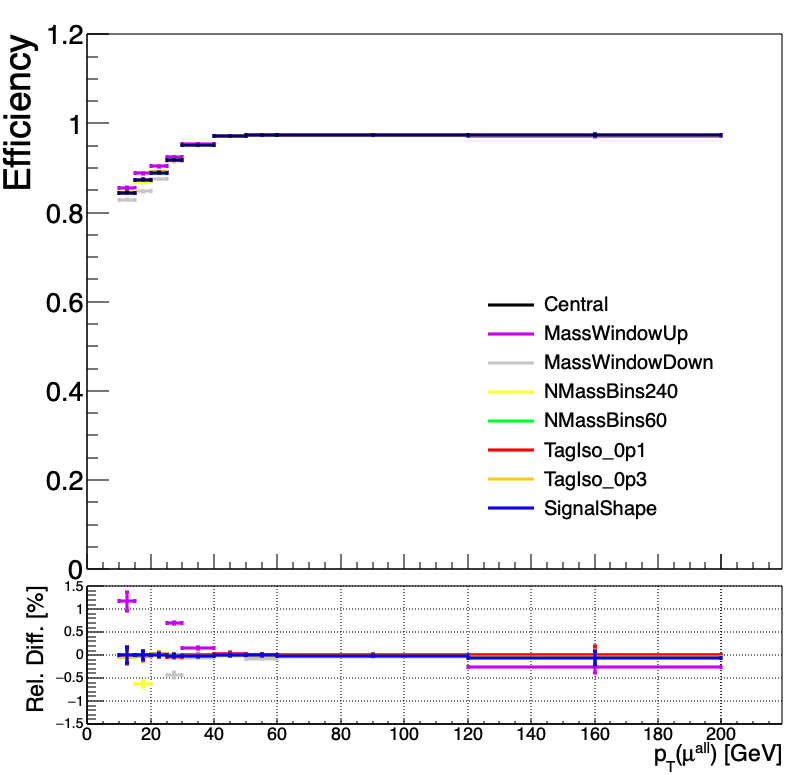 Efficiency
1.2
1
0.8
0.6
0.4
0.2
0
Central
MassWindowUp
MassWindowDown
NMassBins240
NMassBins60
TagIso_0p1
TagIso_0p3
SignalShape
Rel. Diff. [%]
1.5
1
0.5
0
−0.5
−1
−1.5
0 20 40 60 80 100 120 140 160 180 200
p_T(μ^all) [GeV]